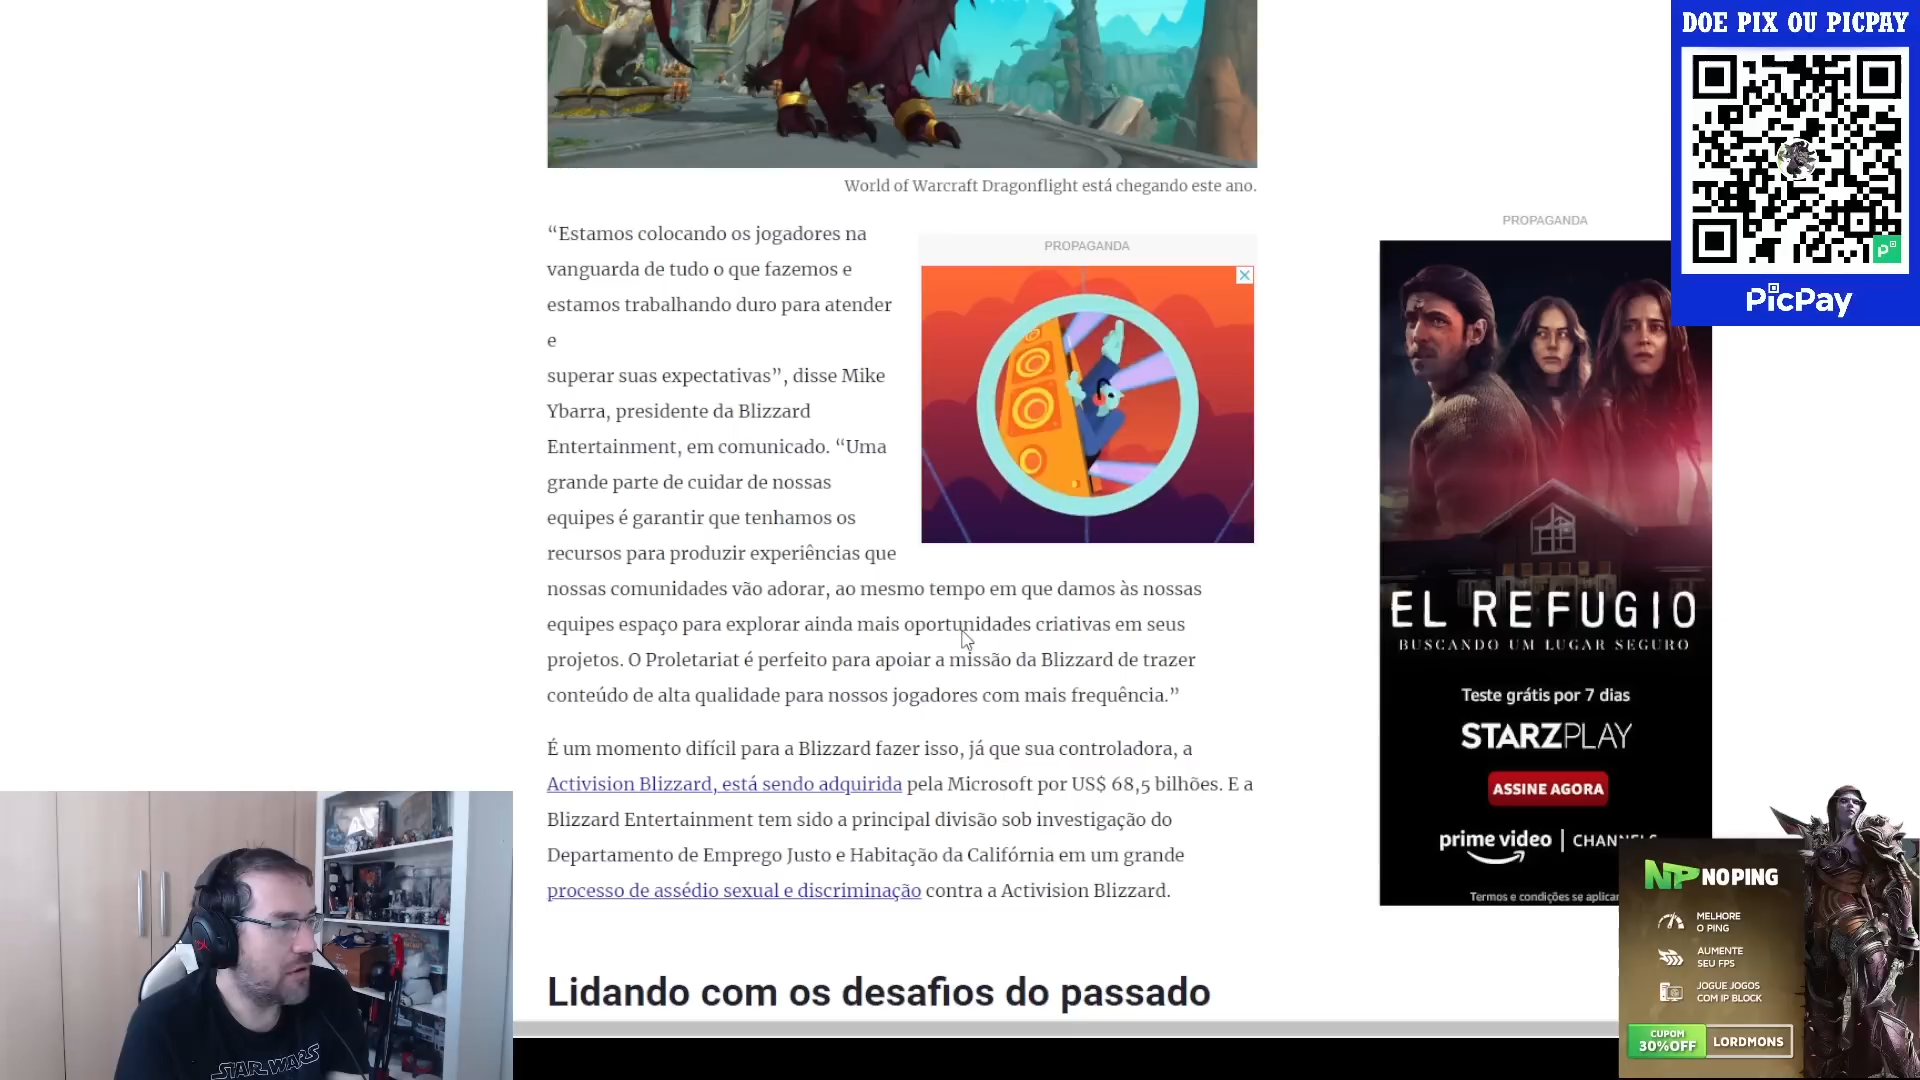 DOE PIX OU PICPAY
PicPay
World of Warcraft Dragonflight está chegando este ano.
“Estamos colocando os jogadores na
vanguarda de tudo o que fazemos e
estamos trabalhando duro para atender
e
superar suas expectativas”, disse Mike
Ybarra, presidente da Blizzard
Entertainment, em comunicado. “Uma
grande parte de cuidar de nossas
equipes é garantir que tenhamos os
recursos para produzir experiências que
nossas comunidades vão adorar, ao mesmo tempo em que damos às nossas
equipes espaço para explorar ainda mais oportunidades criativas em seus
projetos. O Proletariat é perfeito para apoiar a missão da Blizzard de trazer
conteúdo de alta qualidade para nossos jogadores com mais frequência.”
É um momento difícil para a Blizzard fazer isso, já que sua controladora, a
Activision Blizzard, está sendo adquirida pela Microsoft por US$ 68,5 bilhões. E a
Blizzard Entertainment tem sido a principal divisão sob investigação do
Departamento de Emprego Justo e Habitação da Califórnia em um grande
processo de assédio sexual e discriminação contra a Activision Blizzard.
Lidando com os desafios do passado
PROPAGANDA
PROPAGANDA
EL REFUGIO
BUSCANDO UM LUGAR SEGURO
Teste grátis por 7 dias
STARZPLAY
ASSINE AGORA
prime video | CHANNELS
Termos e condições se aplicar
NP NOPING
MELHORE
O PING
AUMENTE
SEU FPS
JOGUE JOGOS
COM IP BLOCK
CUPOM
30%OFF
LORDMONS
STAR WARS